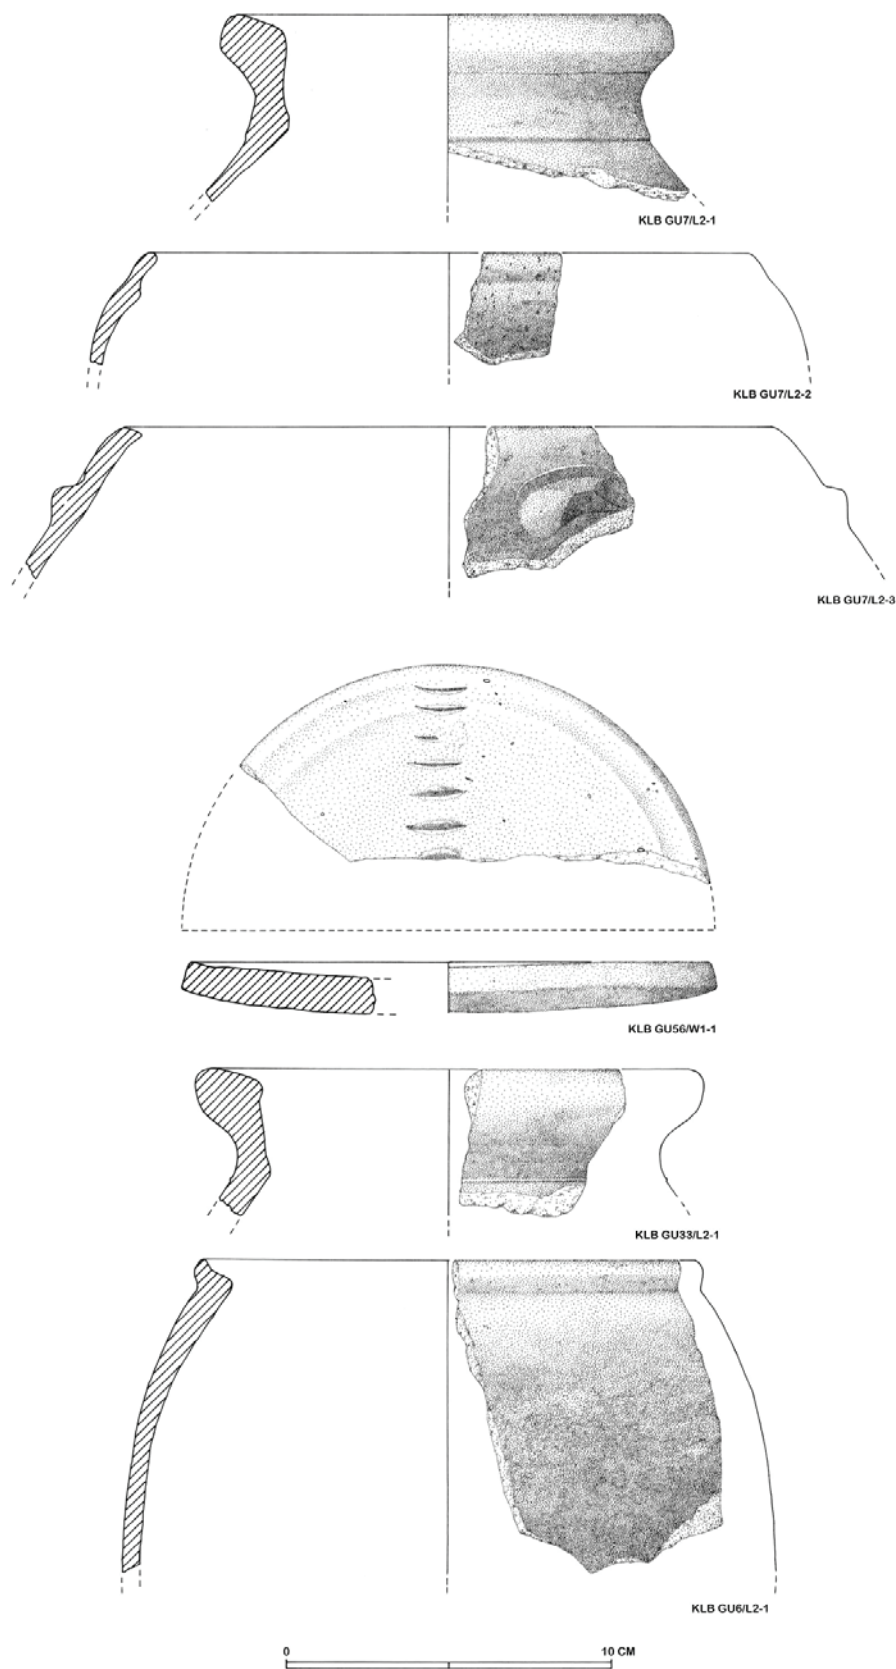 KLB GU7/L2-1
KLB GU7/L2-2
KLB GU7/L2-3
KLB GU56/W1-1
KLB GU33/L2-1
KLB GU6/L2-1
0 10 CM